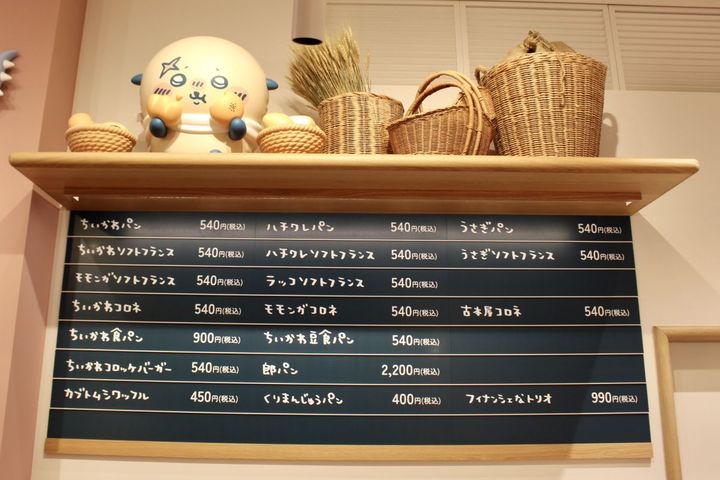 ちいかわパン 540円(税込) ハチワレパン 540円(税込) うさぎパン 540円(税込)
ちいかわソフトフランス 540円(税込) ハチワレソフトフランス 540円(税込) うさぎソフトフランス 540円(税込)
モモンガソフトフランス 540円(税込) ラッコソフトフランス 540円(税込)
ちいかわコロネ 540円(税込) モモンガコロネ 540円(税込) 古本屋コロネ 540円(税込)
ちいかわ食パン 900円(税込) ちいかわ豆食パン 540円(税込)
ちいかわコロッケバーガー 540円(税込) 郎パン 2,200円(税込)
カブトムシワッフル 450円(税込) くりまんじゅうパン 400円(税込) フィナンシェなトリオ 990円(税込)